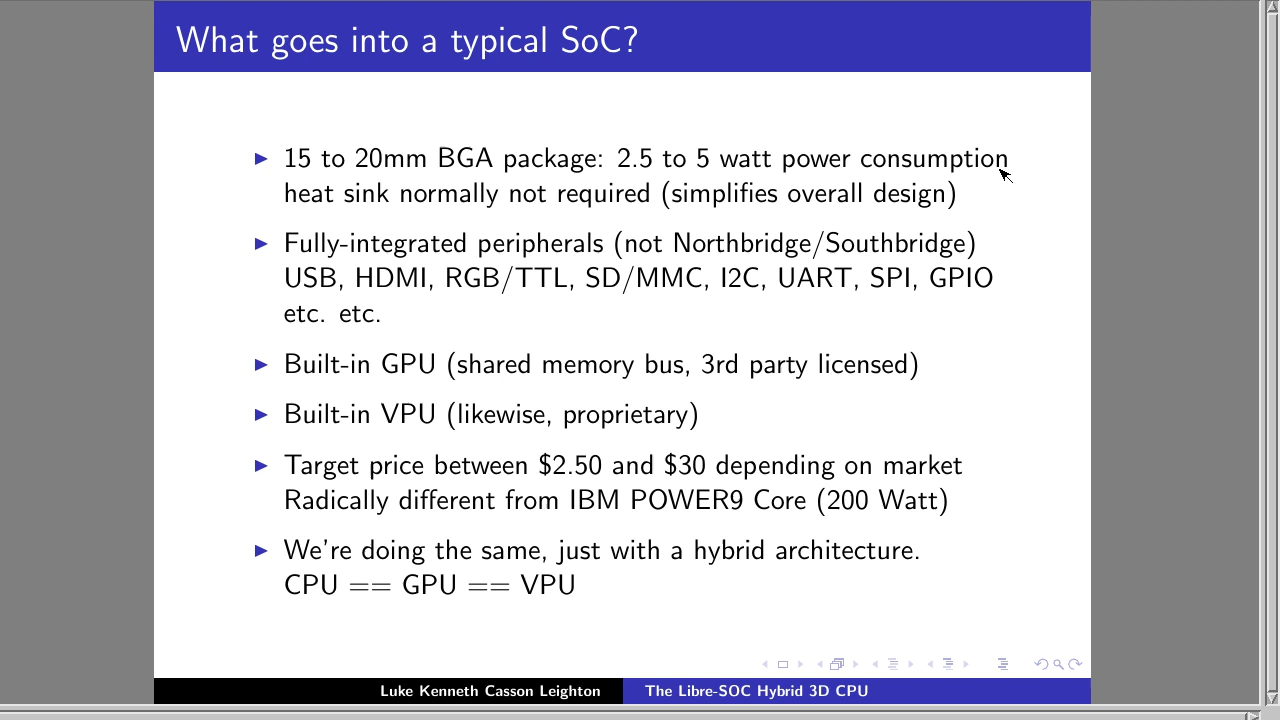 What goes into a typical SoC?
15 to 20mm BGA package: 2.5 to 5 watt power consumption
heat sink normally not required (simplifies overall design)
Fully-integrated peripherals (not Northbridge/Southbridge)
USB, HDMI, RGB/TTL, SD/MMC, I2C, UART, SPI, GPIO
etc. etc.
Built-in GPU (shared memory bus, 3rd party licensed)
Built-in VPU (likewise, proprietary)
Target price between $2.50 and $30 depending on market
Radically different from IBM POWER9 Core (200 Watt)
We're doing the same, just with a hybrid architecture.
CPU == GPU == VPU
Luke Kenneth Casson Leighton
The Libre-SOC Hybrid 3D CPU